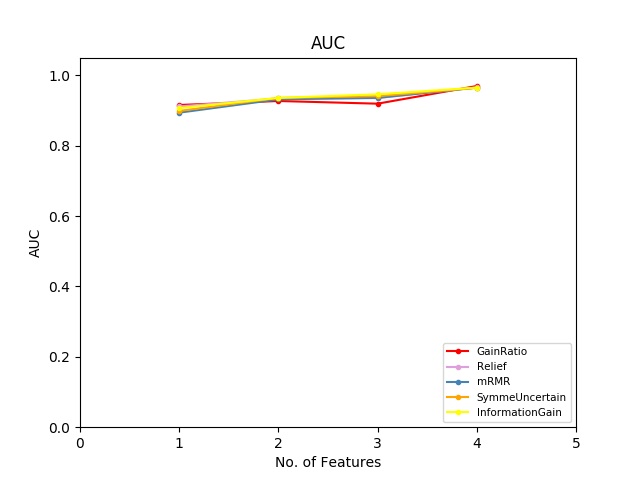 AUC
1.0
0.8
0.6
0.4
0.2
0.0
AUC
0 1 2 3 4 5
No. of Features
GainRatio
Relief
mRMR
SymmeUncertain
InformationGain